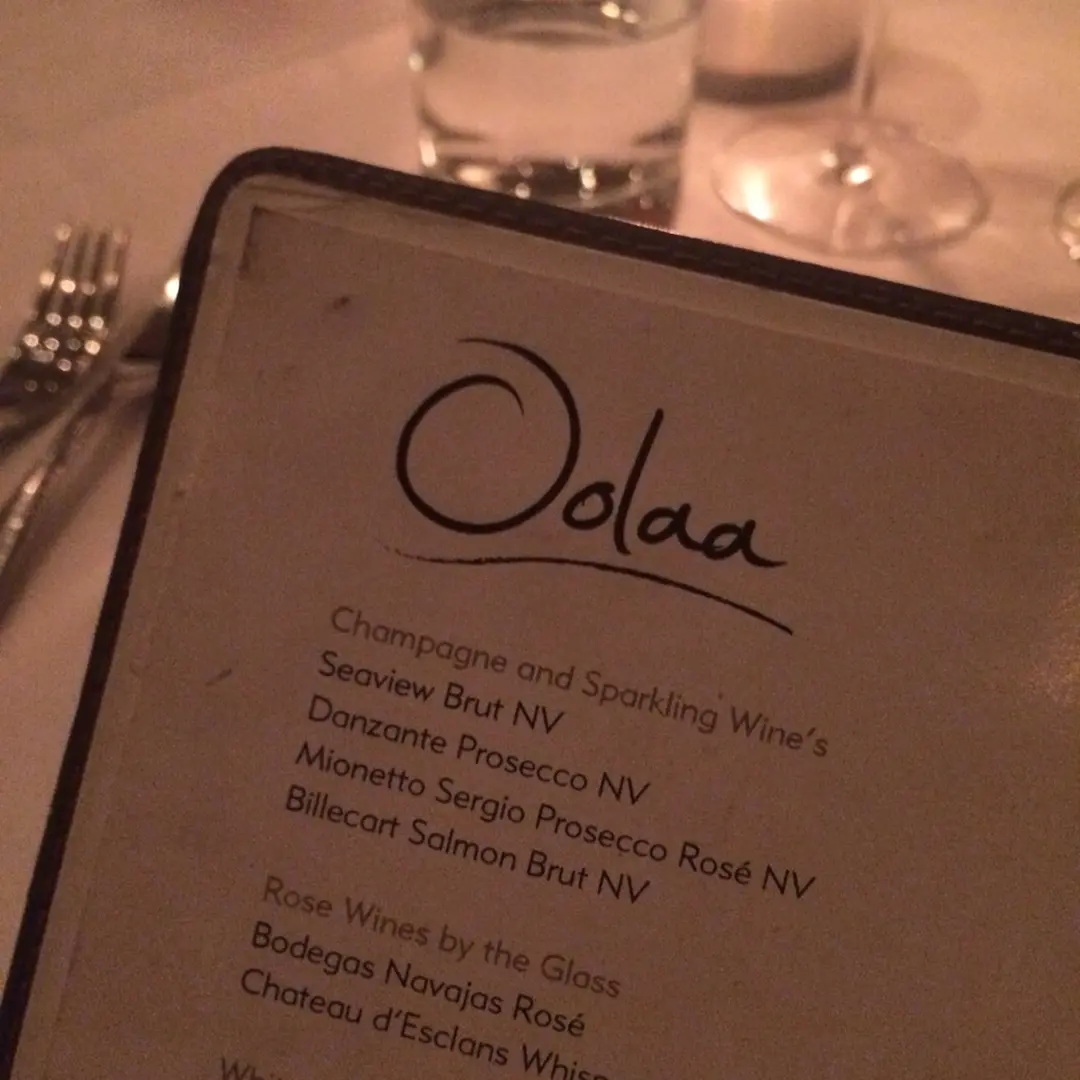 Oolaa
Champagne and Sparkling Wine's
Seaview Brut NV
Danzante Prosecco NV
Mionetto Sergio Prosecco Rosé NV
Billecart Salmon Brut NV
Rose Wines by the Glass
Bodegas Navajas Rosé
Chateau d'Esclans